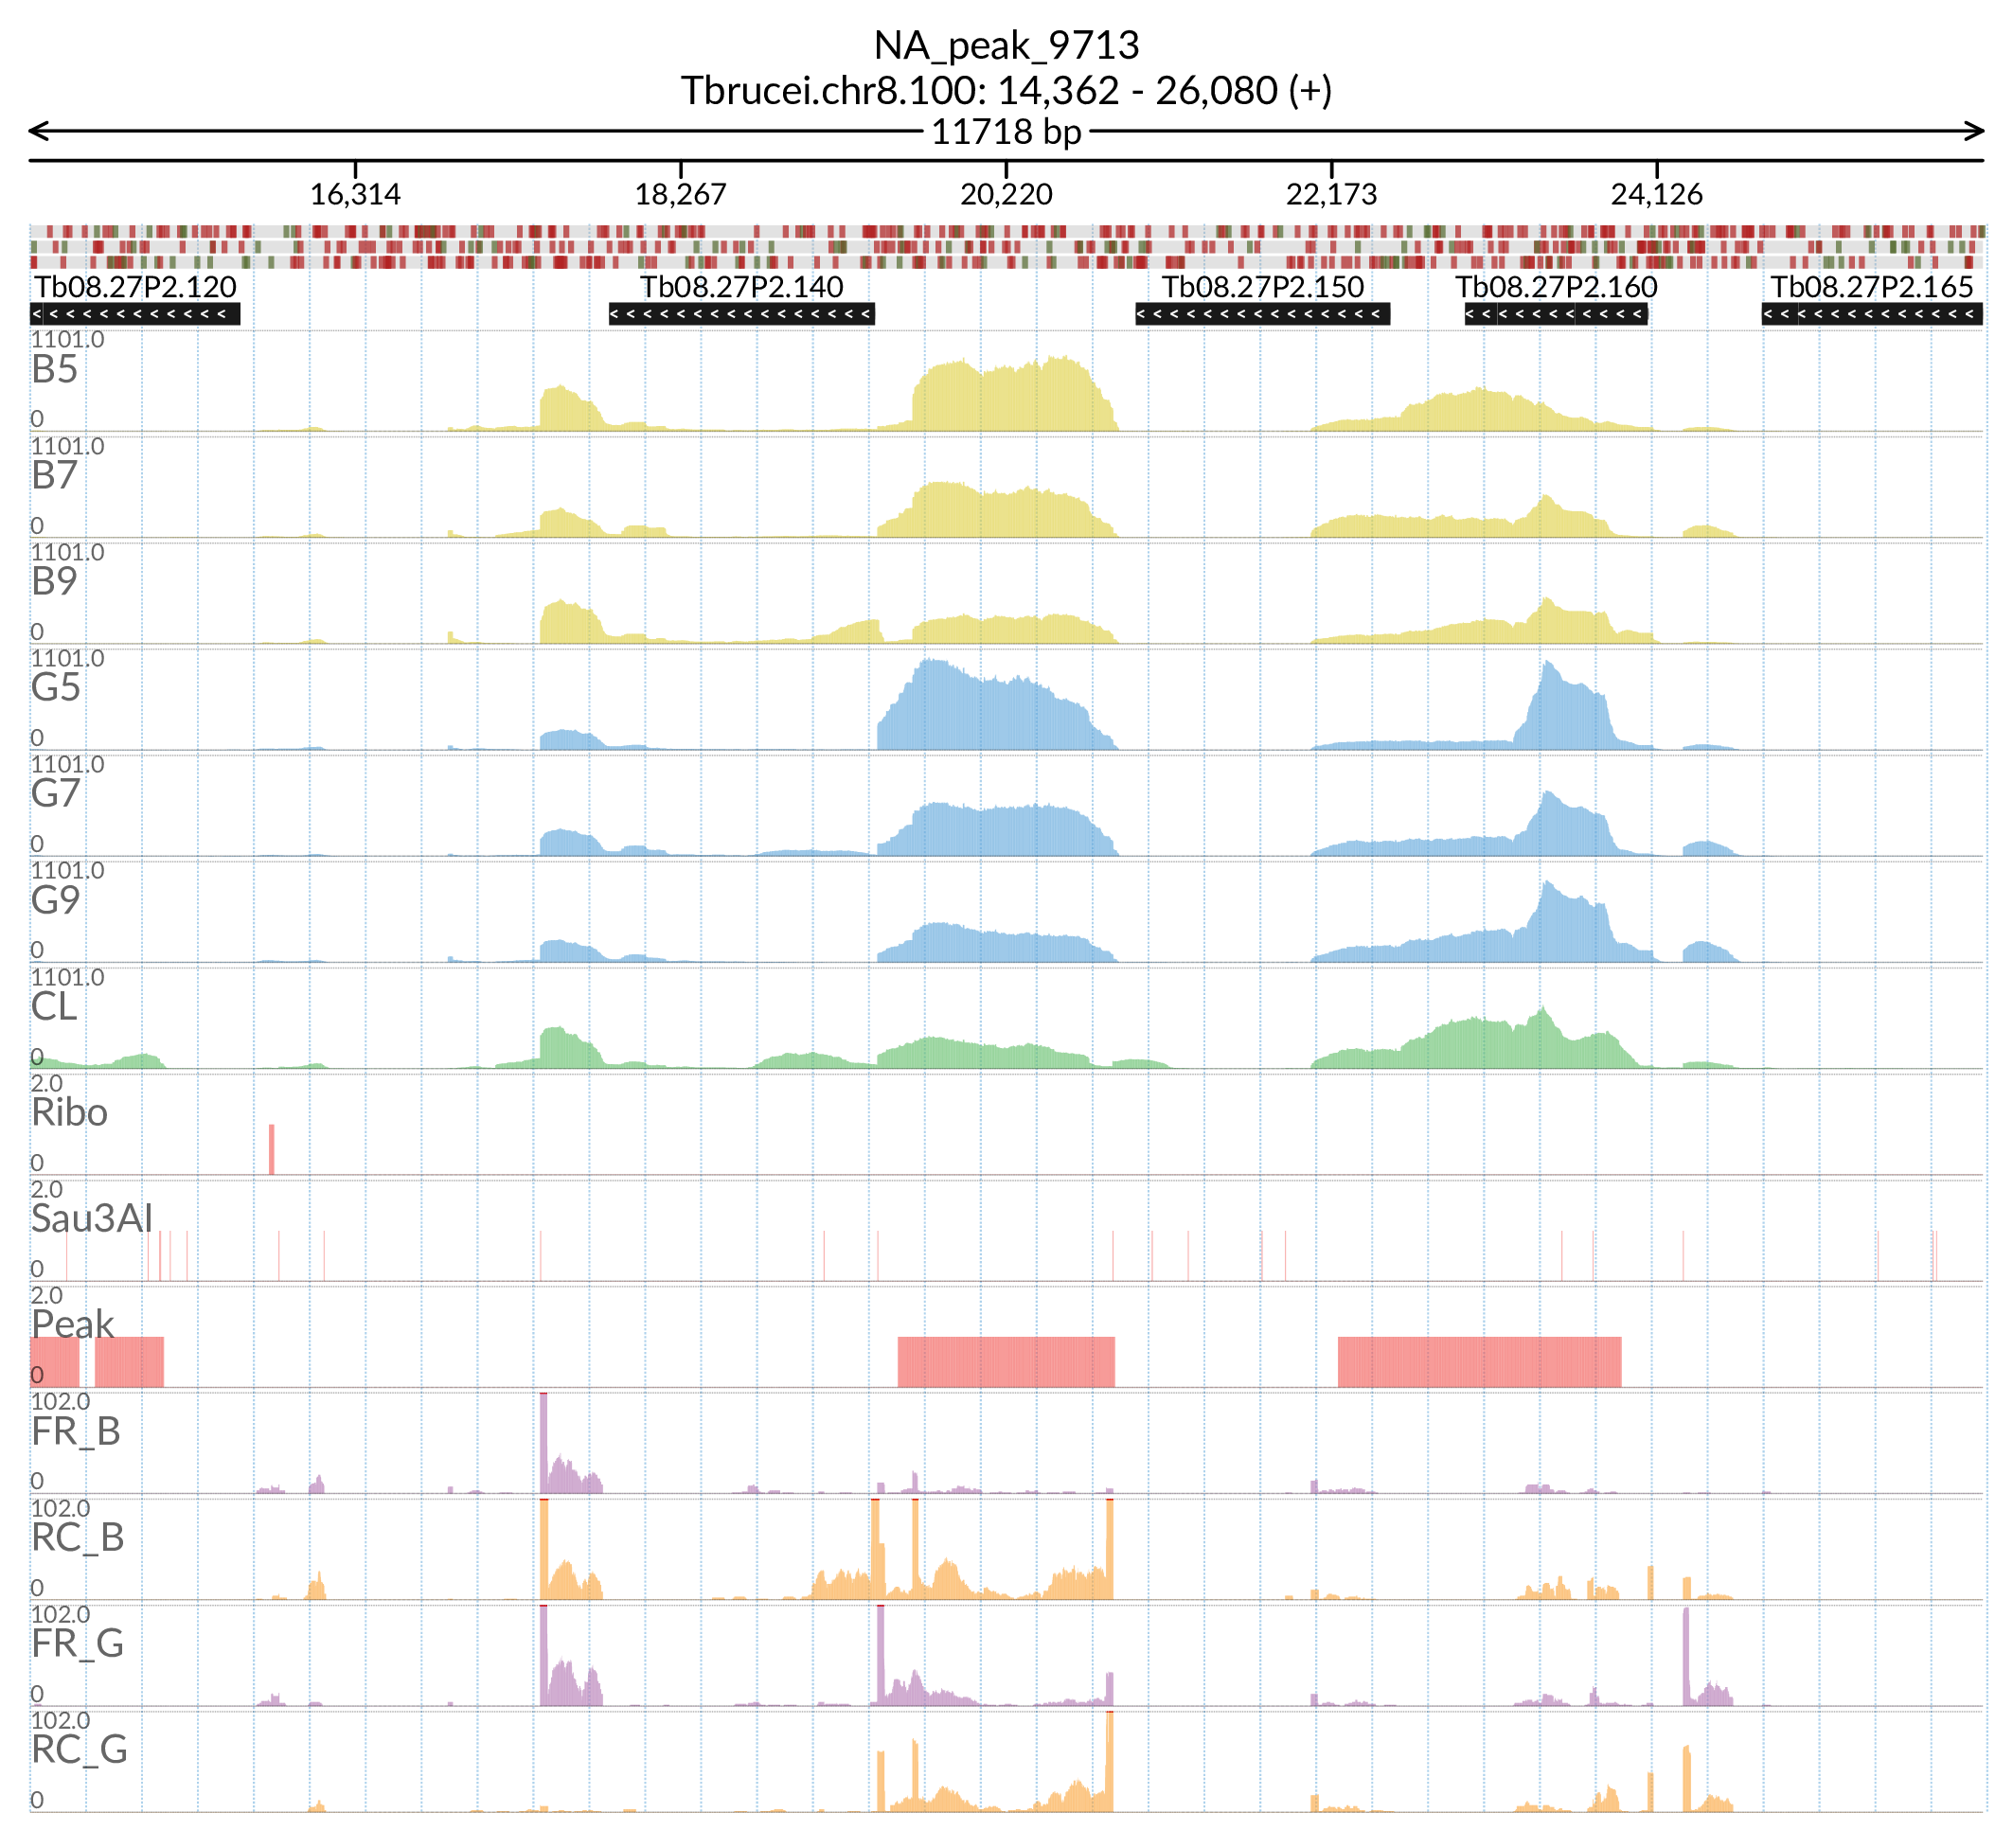 NA_peak_9713
Tbrucei.chr8.100: 14,362 - 26,080 (+)
11718 bp
16,314 18,267 20,220 22,173 24,126
Tb08.27P2.120 Tb08.27P2.140 Tb08.27P2.150 Tb08.27P2.160 Tb08.27P2.165
1101.0
B5
0
1101.0
B7
0
1101.0
B9
0
1101.0
G5
0
1101.0
G7
0
1101.0
G9
0
1101.0
CL
0
2.0
Ribo
0
2.0
Sau3AI
0
2.0
Peak
0
102.0
FR_B
0
102.0
RC_B
0
102.0
FR_G
0
102.0
RC_G
0